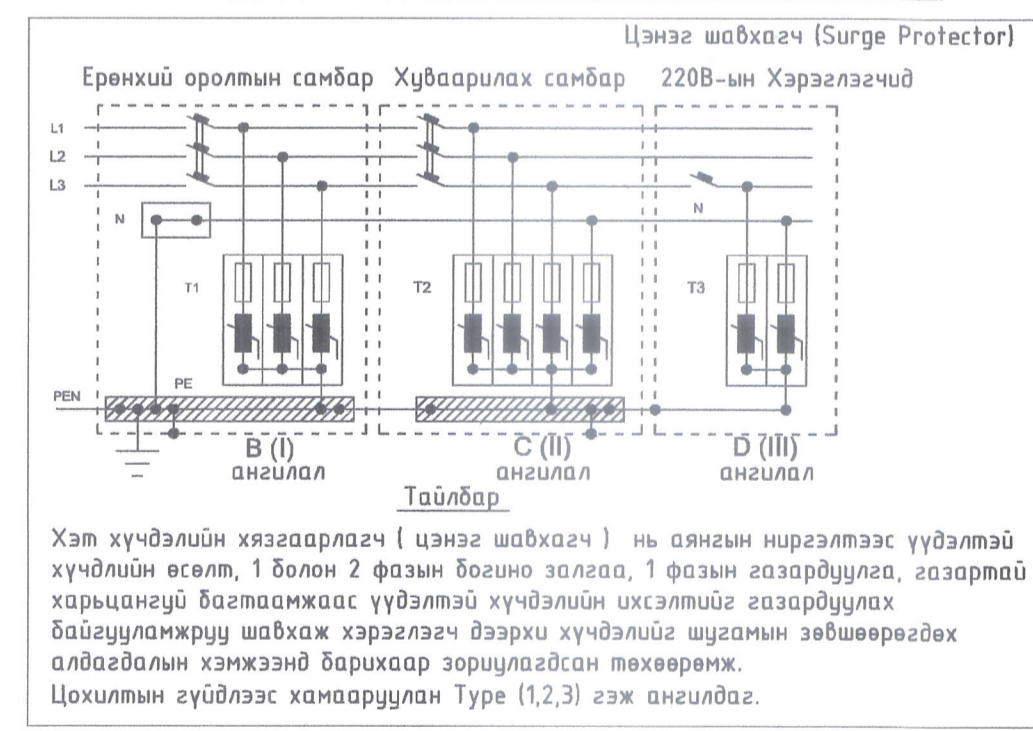 Цэнэг шавхагч (Surge Protector)
Ерөнхий оролтын самбар Хуваарилах самбар 220В-ын Хэрэглэгчид
L1
L2
L3
N N
T1 T2 T3
PE
PEN
B (I) C (II) D (III)
ангилал ангилал ангилал
Тайлбар
Хэт хүчдэлийн хязгаарлагч ( цэнэг шавхагч ) нь аянгын ниргэлтээс үүдэлтэй
хүчдлийн өсөлт, 1 болон 2 фазын богино залгаа, 1 фазын газардуулга, газартай
харьцангуй багтаамжаас үүдэлтэй хүчдэлийн ихсэлтийг газардуулах
байгууламжруу шавхаж хэрэглэгч дээрхи хүчдэлийг шугамын зөвшөөрөгдөх
алдагдалын хэмжээнд барихаар зориулагдсан төхөөрөмж.
Цохилтын гүйдлээс хамааруулан Type (1,2,3) гэж ангилдаг.